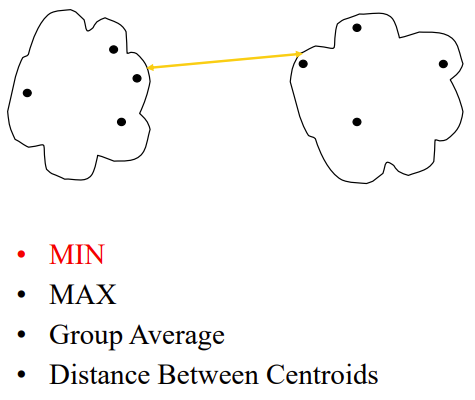 • MIN
• MAX
• Group Average
• Distance Between Centroids